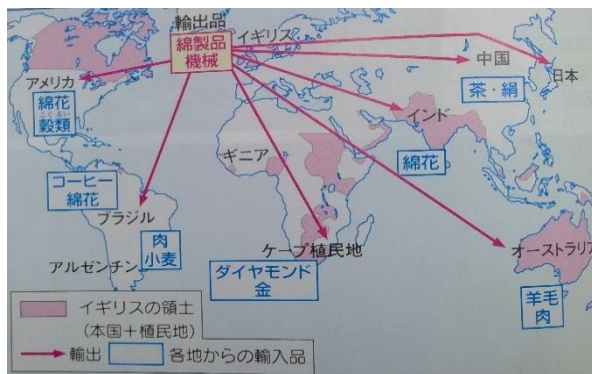 輸出品
綿製品
機械
イギリス
中国
日本
茶・絹
アメリカ
綿花
こくるい
穀類
インド
綿花
ギニア
コーヒー
綿花
ブラジル
肉
小麦
アルゼンチン
ケープ植民地
ダイヤモンド
金
オーストラリア
羊毛
肉
イギリスの領土
(本国+植民地)
輸出
各地からの輸入品